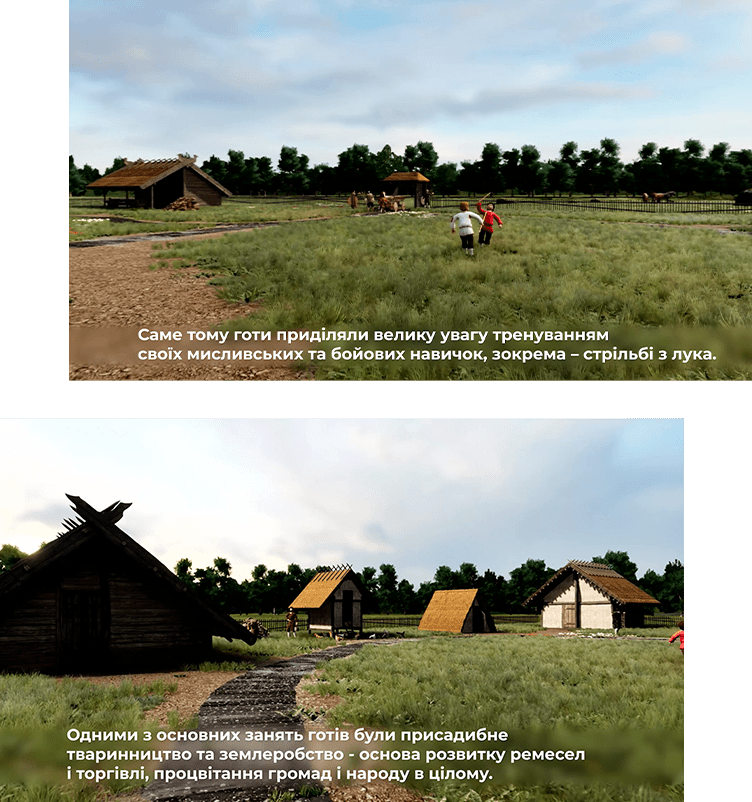 Саме тому готи приділяли велику увагу тренуванням
своїх мисливських та бойових навичок, зокрема – стрільбі з лука.
Одними з основних занять готів були присадибне
тваринництво та землеробство - основа розвитку ремесел
і торгівлі, процвітання громад і народу в цілому.